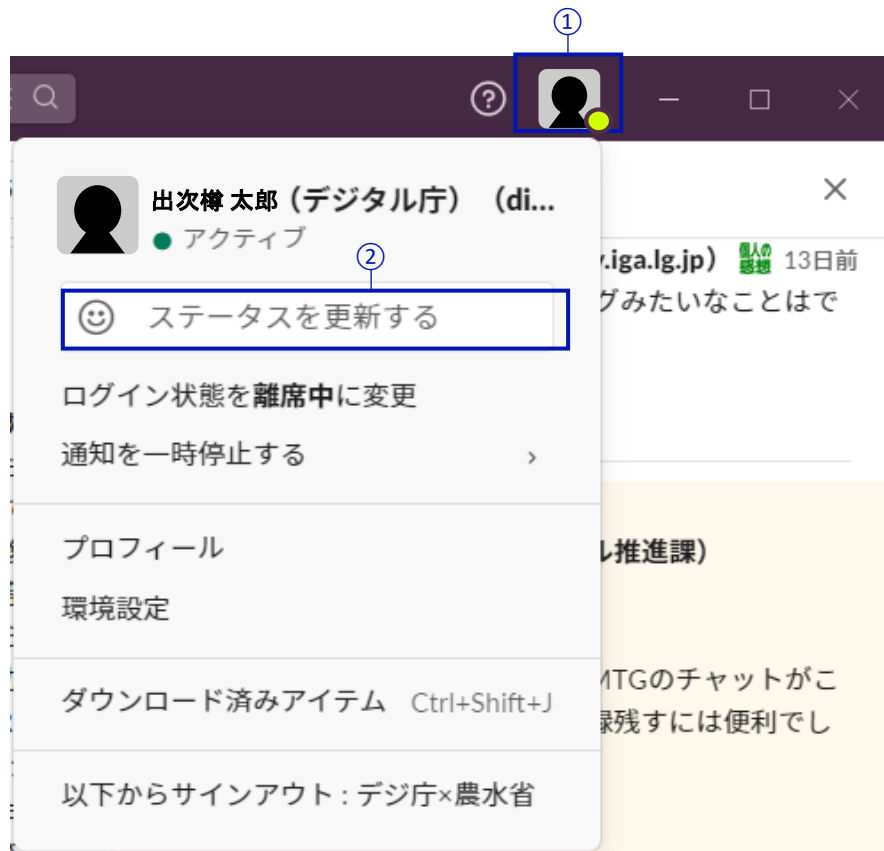 ①
出次樽 太郎（デジタル庁）（di...
アクティブ
②
ステータスを更新する
ログイン状態を離席中に変更
通知を一時停止する
プロフィール
環境設定
ダウンロード済みアイテム Ctrl+Shift+J
以下からサインアウト : デジ庁×農水省
.iga.lg.jp） 個人の感想 13日前
グみたいなことはで
ル推進課）
MTGのチャットがこ
録残すには便利でし